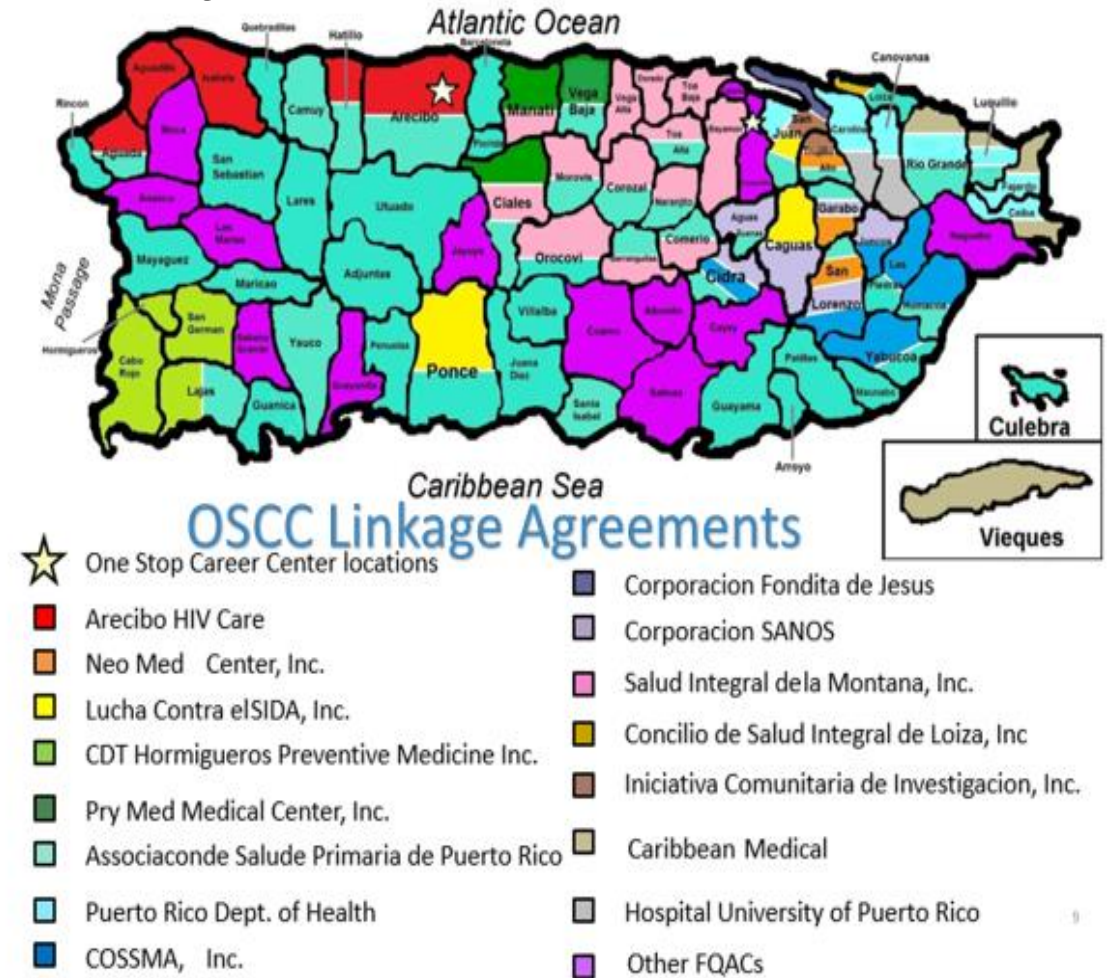 Atlantic Ocean
Quebradillas
Hatillo
Barceloneta
Canovanas
Luquillo
Rincon
Aguadilla
Isabela
Camuy
Arecibo
Manati
Vega
Baja
Vega
Alta
Dorado
Toa
Baja
Toa
Alta
Bayamon
San
Juan
Carolina
Loiza
Rio Grande
Fajardo
Ceiba
Aguada
Moca
San
Sebastian
Lares
Utuado
Florida
Ciales
Morovis
Corozal
Naranjito
Alto
Garabo
Aguas
Buenas
Caguas
Juncos
Las
Piedras
Naguabo
Humacao
Las
Marias
Mayaguez
Maricao
Adjuntas
Jayuya
Orocovi
Barranquitas
Comerio
Cidra
San
Lorenzo
Yabucoa
Mona
Passage
Hormigueros
San
German
Cabo
Rojo
Lajas
Sabana
Grande
Yauco
Guanica
Guayanilla
Penuelas
Ponce
Villalba
Juana
Diaz
Santa
Isabel
Coamo
Aibonito
Salinas
Cayey
Guayama
Patillas
Maunabo
Arroyo
Culebra
Vieques
Caribbean Sea
OSCC Linkage Agreements
One Stop Career Center locations
Arecibo HIV Care
Neo Med Center, Inc.
Lucha Contra elSIDA, Inc.
CDT Hormigueros Preventive Medicine Inc.
Pry Med Medical Center, Inc.
Associaconde Salude Primaria de Puerto Rico
Puerto Rico Dept. of Health
COSSMA, Inc.
Corporacion Fondita de Jesus
Corporacion SANOS
Salud Integral dela Montana, Inc.
Concilio de Salud Integral de Loiza, Inc
Iniciativa Comunitaria de Investigacion, Inc.
Caribbean Medical
Hospital University of Puerto Rico
Other FQACs
9